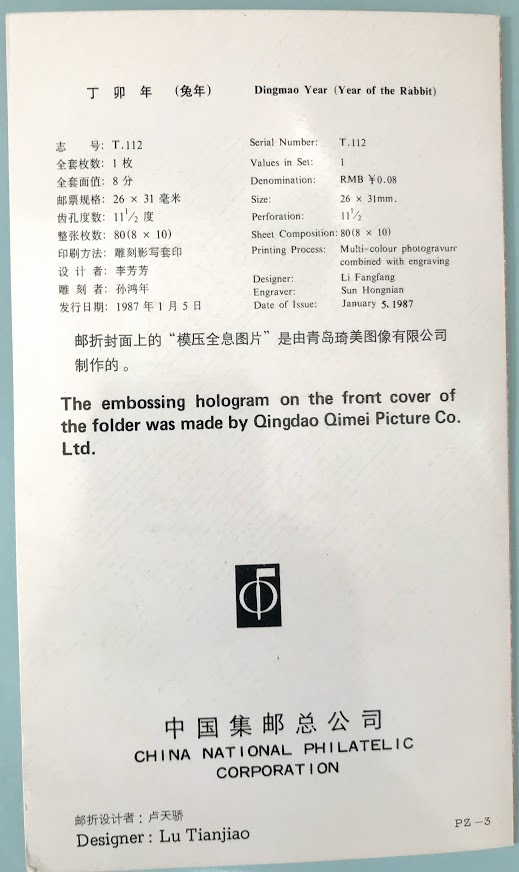 丁 卯 年 (兔年) Dingmao Year (Year of the Rabbit)
志 号: T.112
全套枚数: 1 枚
全套面值: 8 分
邮票规格: 26 × 31 毫米
齿孔度数: 11 1/2 度
整张枚数: 80(8 × 10)
印刷方法: 雕刻影写套印
设 计 者: 李芳芳
雕 刻 者: 孙鸿年
发行日期: 1987 年 1 月 5 日
Serial Number: T.112
Values in Set: 1
Denomination: RMB ¥0.08
Size: 26 × 31mm.
Perforation: 11 1/2
Sheet Composition: 80(8 × 10)
Printing Process: Multi-colour photogravure
combined with engraving
Designer: Li Fangfang
Engraver: Sun Hongnian
Date of Issue: January 5, 1987
邮折封面上的“模压全息图片”是由青岛琦美图像有限公司
制作的。
The embossing hologram on the front cover of
the folder was made by Qingdao Qimei Picture Co.
Ltd.
中国集邮总公司
CHINA NATIONAL PHILATELIC
CORPORATION
邮折设计者: 卢天骄
Designer: Lu Tianjiao
PZ-3